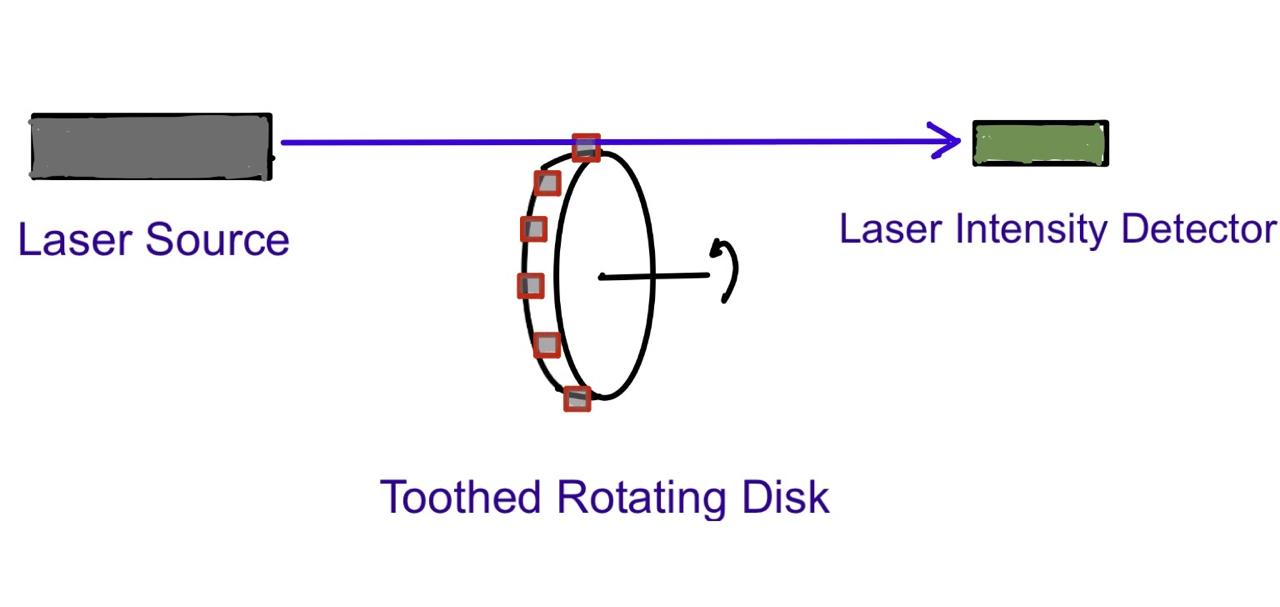 Laser Source
Laser Intensity Detector
Toothed Rotating Disk